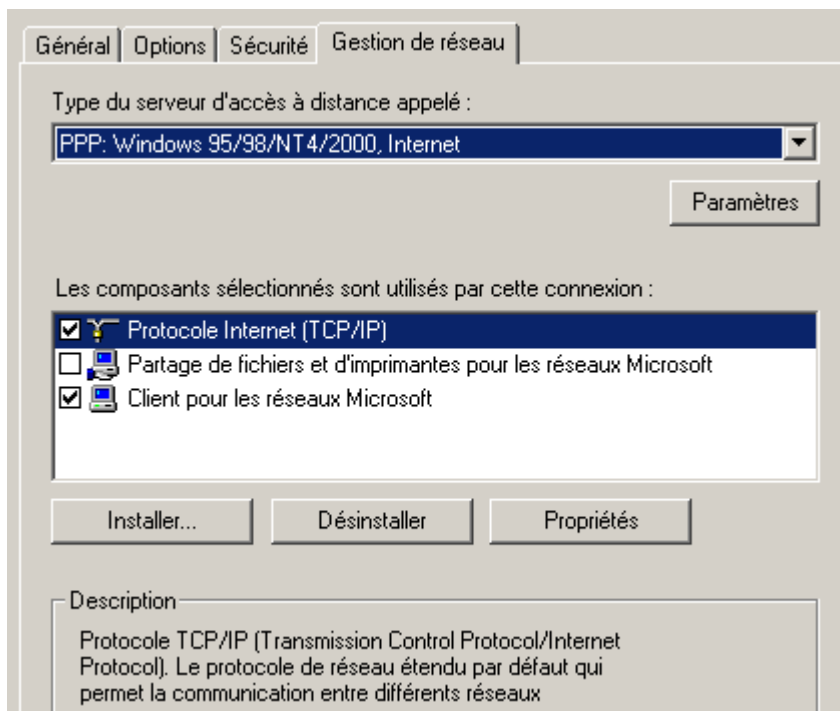 Général
Options
Sécurité
Gestion de réseau
Type du serveur d'accès à distance appelé :
PPP: Windows 95/98/NT4/2000, Internet
Paramètres
Les composants sélectionnés sont utilisés par cette connexion :
Protocole Internet (TCP/IP)
Partage de fichiers et d'imprimantes pour les réseaux Microsoft
Client pour les réseaux Microsoft
Installer...
Désinstaller
Propriétés
Description
Protocole TCP/IP (Transmission Control Protocol/Internet
Protocol). Le protocole de réseau étendu par défaut qui
permet la communication entre différents réseaux